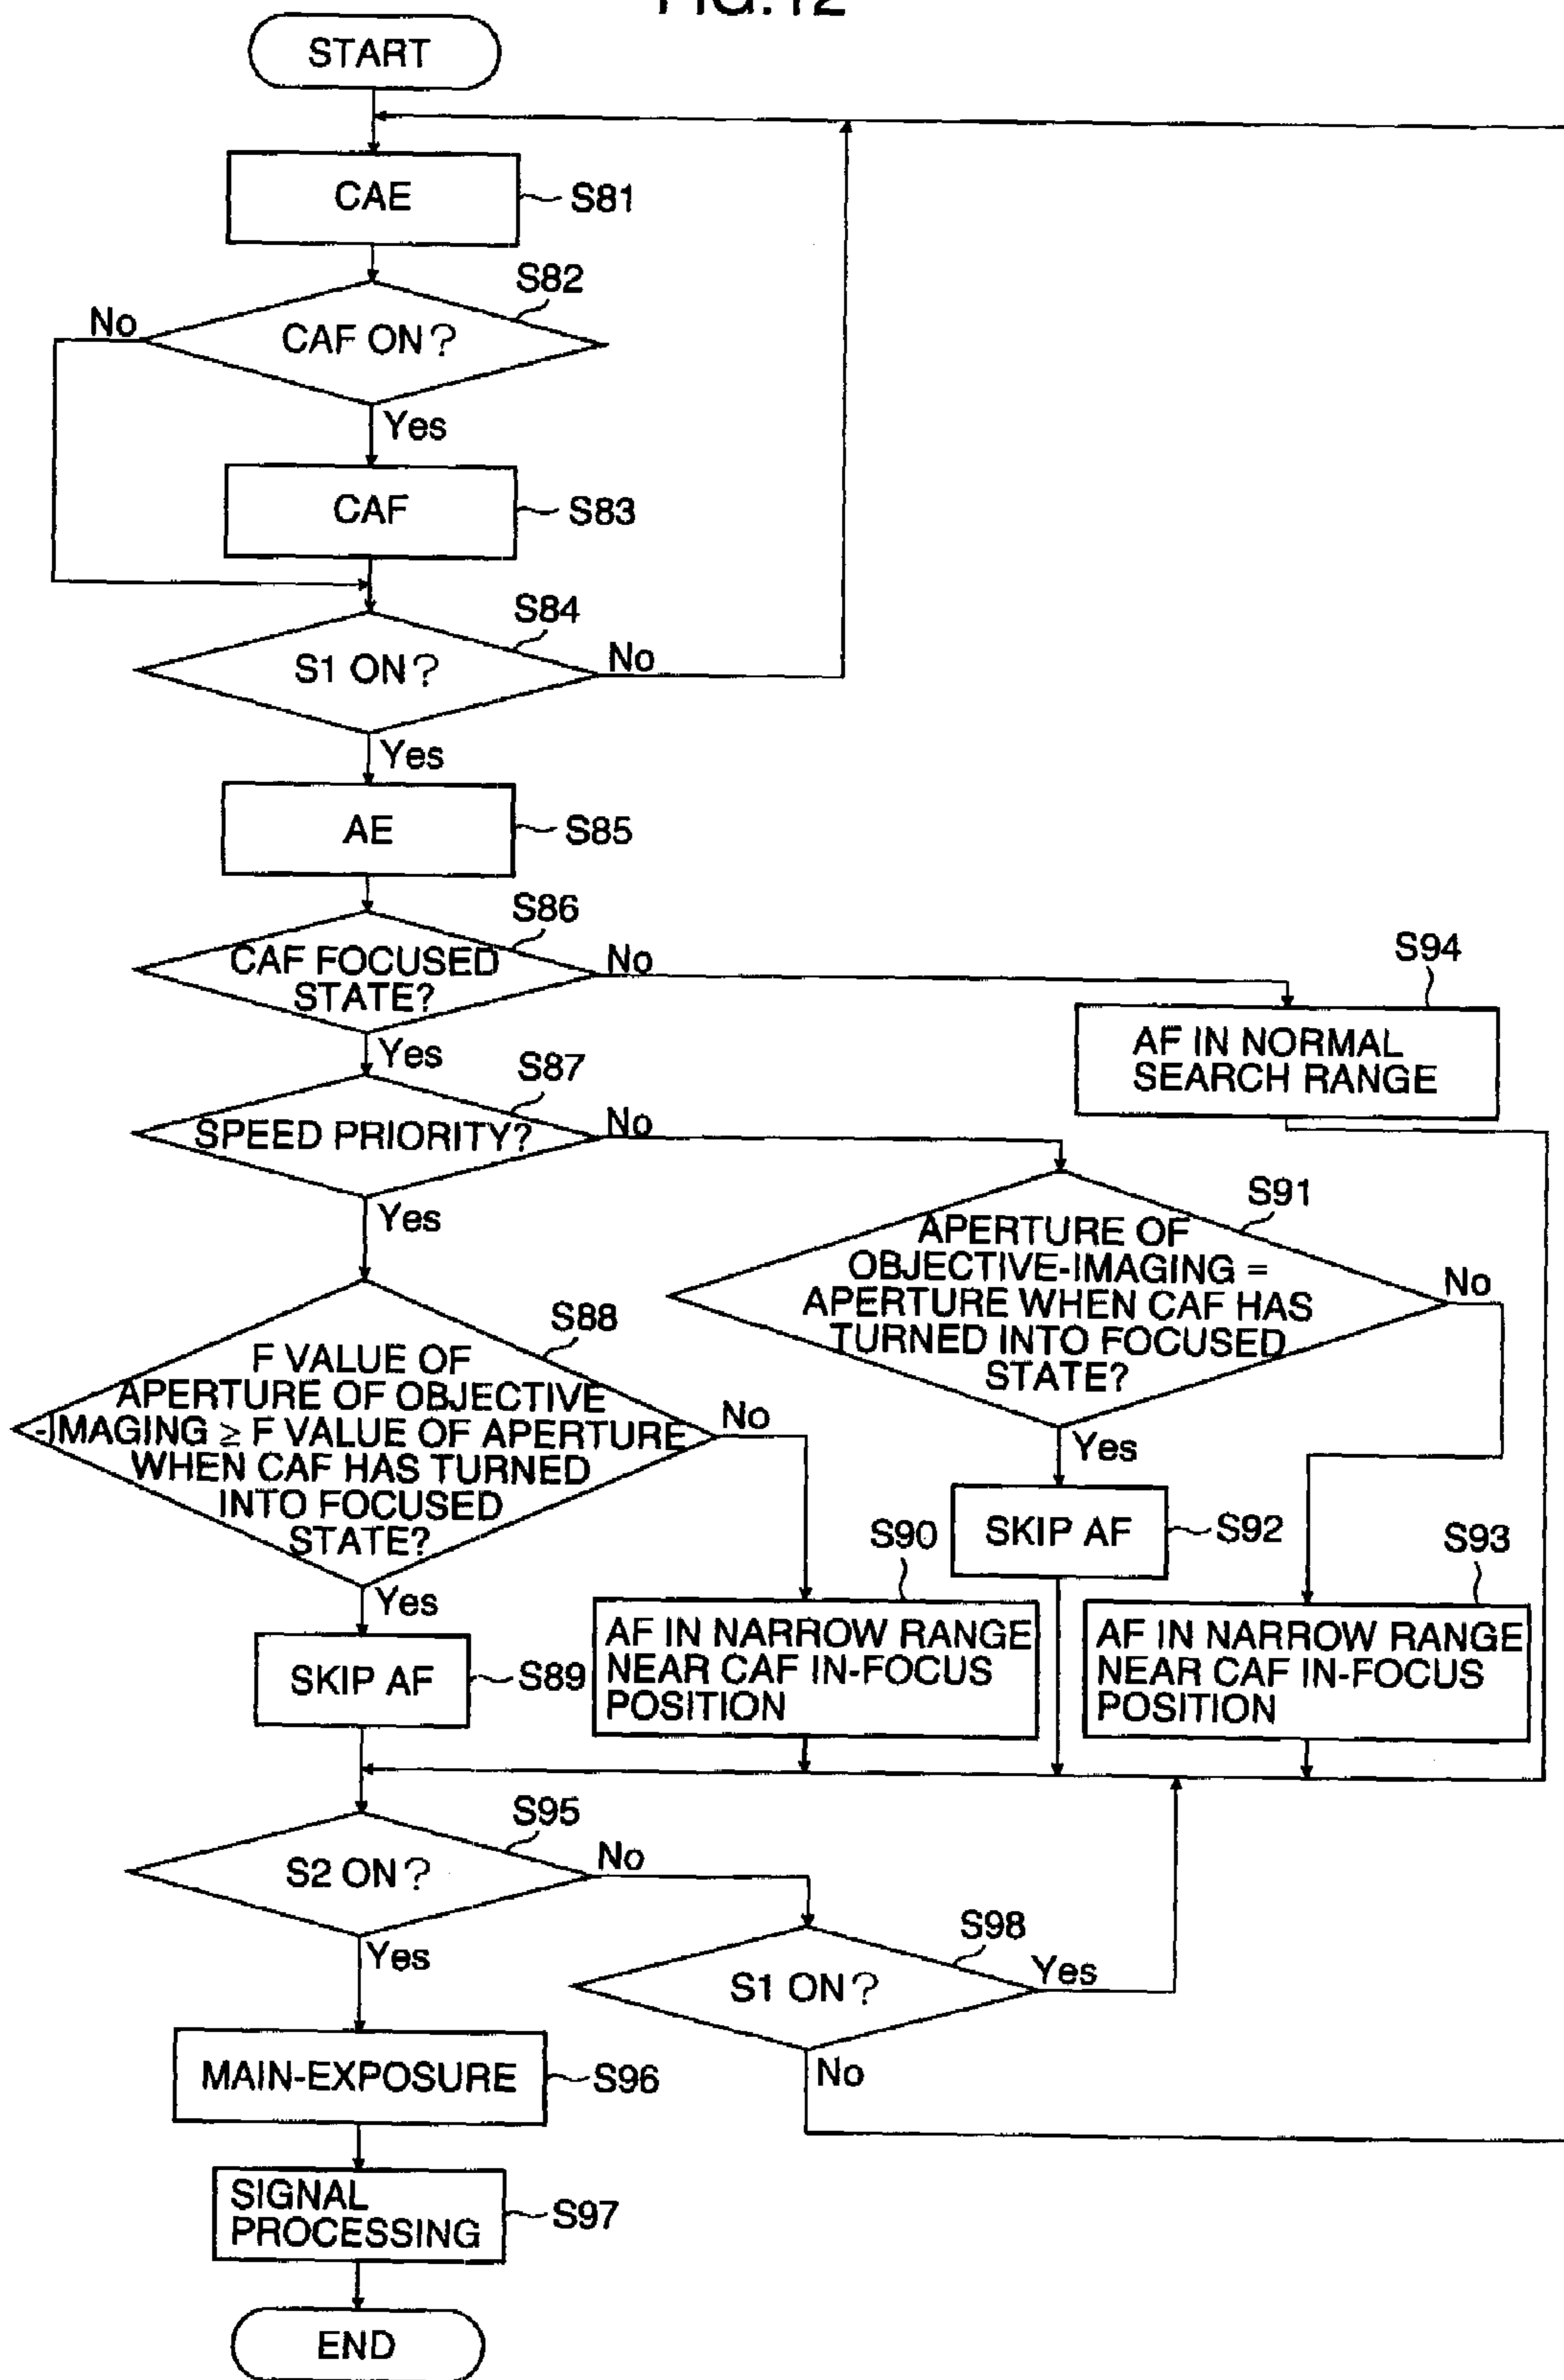 FIG.12
START
CAE
S81
S82
No
CAF ON?
Yes
CAF
S83
S84
S1 ON?
No
Yes
AE
S85
S86
CAF FOCUSED
STATE?
No
S94
AF IN NORMAL
SEARCH RANGE
Yes
S87
SPEED PRIORITY?
No
Yes
S91
APERTURE OF
OBJECTIVE-IMAGING =
APERTURE WHEN CAF HAS
TURNED INTO FOCUSED
STATE?
No
Yes
S88
F VALUE OF
APERTURE OF OBJECTIVE
-IMAGING ≥ F VALUE OF APERTURE
WHEN CAF HAS TURNED
INTO FOCUSED
STATE?
No
Yes
SKIP AF
S92
S90
S93
SKIP AF
S89
AF IN NARROW RANGE
NEAR CAF IN-FOCUS
POSITION
AF IN NARROW RANGE
NEAR CAF IN-FOCUS
POSITION
S95
S2 ON?
No
Yes
S98
S1 ON?
Yes
No
MAIN-EXPOSURE
S96
SIGNAL
PROCESSING
S97
END